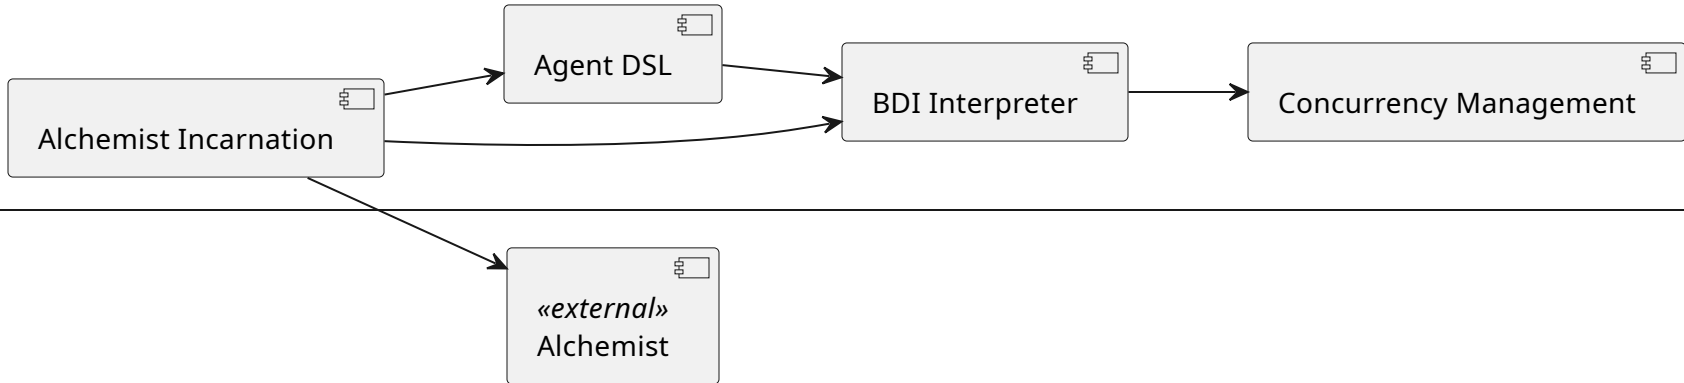 Agent DSL
BDI Interpreter
Concurrency Management
Alchemist Incarnation
«external»
Alchemist